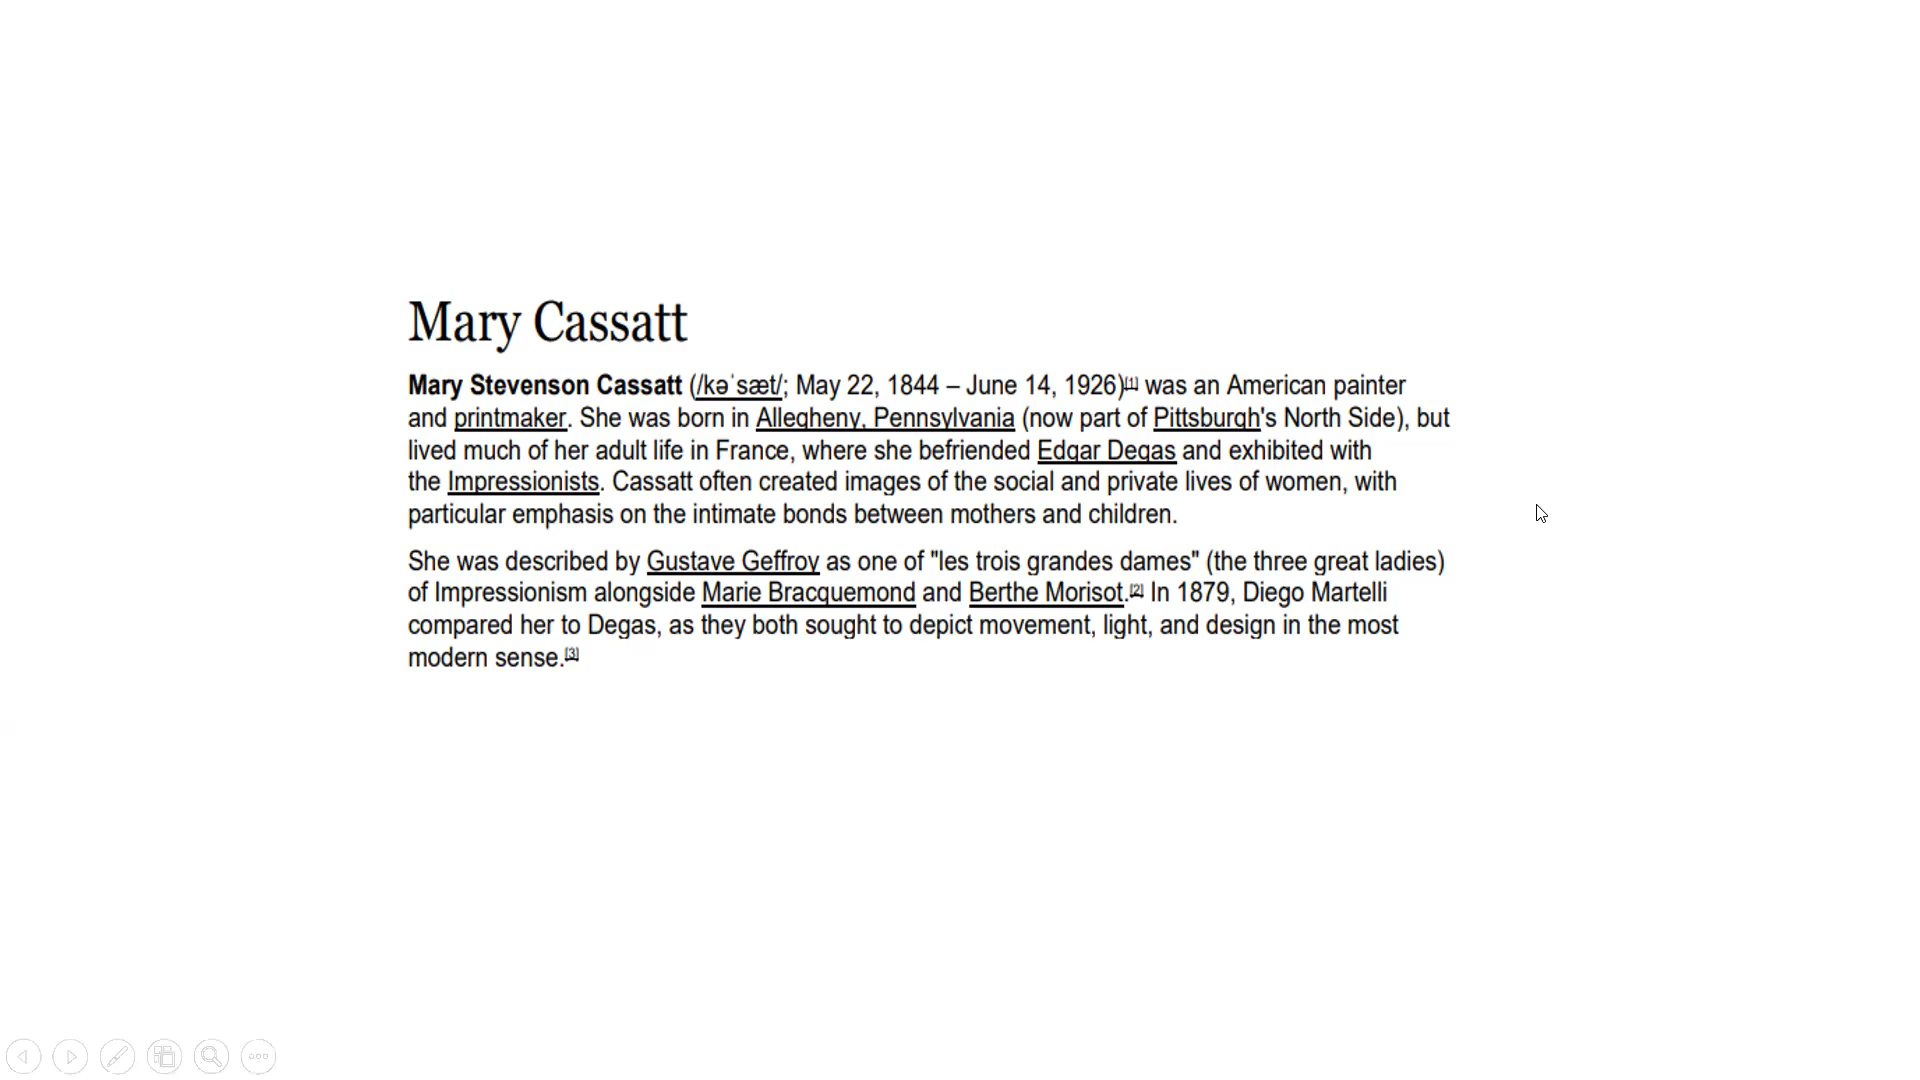 Mary Cassatt
Mary Stevenson Cassatt (/kəˈsæt/; May 22, 1844 – June 14, 1926)[1] was an American painter
and printmaker. She was born in Allegheny, Pennsylvania (now part of Pittsburgh's North Side), but
lived much of her adult life in France, where she befriended Edgar Degas and exhibited with
the Impressionists. Cassatt often created images of the social and private lives of women, with
particular emphasis on the intimate bonds between mothers and children.
She was described by Gustave Geffroy as one of "les trois grandes dames" (the three great ladies)
of Impressionism alongside Marie Bracquemond and Berthe Morisot.[2] In 1879, Diego Martelli
compared her to Degas, as they both sought to depict movement, light, and design in the most
modern sense.[3]